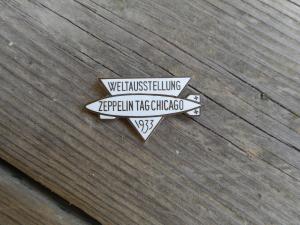 WELTAUSSTELLUNG
ZEPPELIN TAG CHICAGO
1933